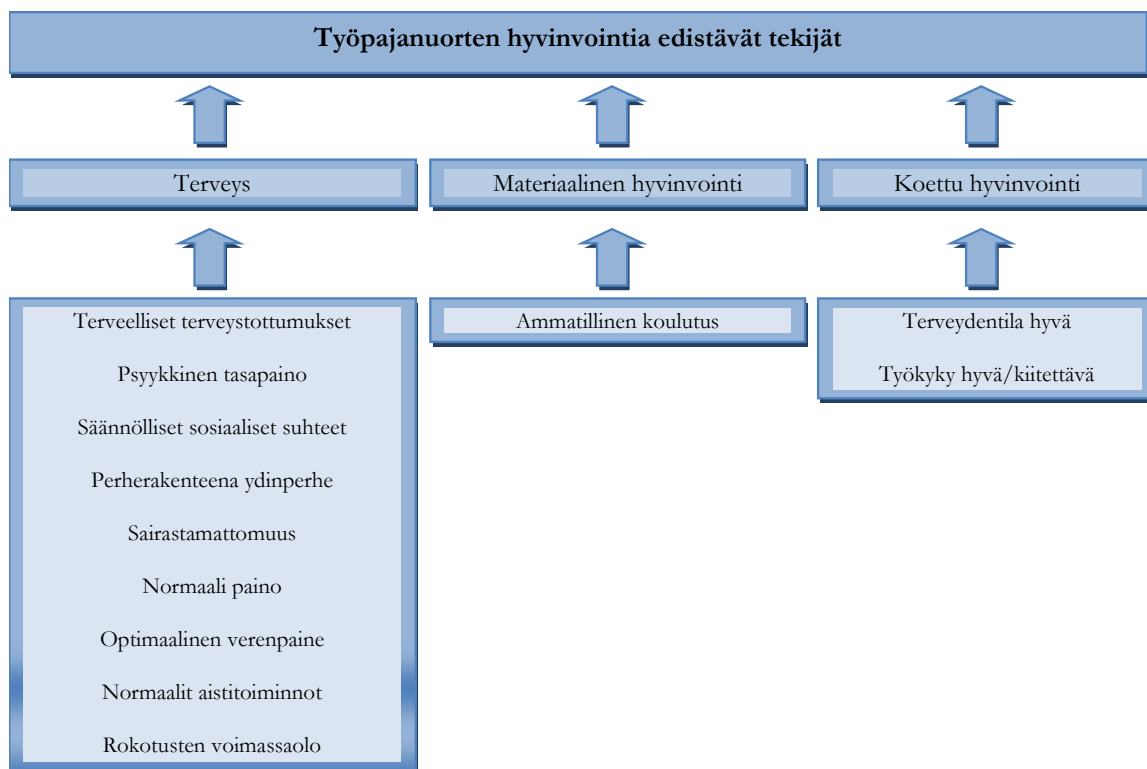 Työpajanuorten hyvinvointia edistävät tekijät
Terveys
Materiaalinen hyvinvointi
Koettu hyvinvointi
Terveelliset terveystottumukset
Psyykkinen tasapaino
Säännölliset sosiaaliset suhteet
Perherakenteena ydinperhe
Sairastamattomuus
Normaali paino
Optimaalinen verenpaine
Normaalit aistitoiminnot
Rokotusten voimassaolo
Ammatillinen koulutus
Terveydentila hyvä
Työkyky hyvä/kiitettävä